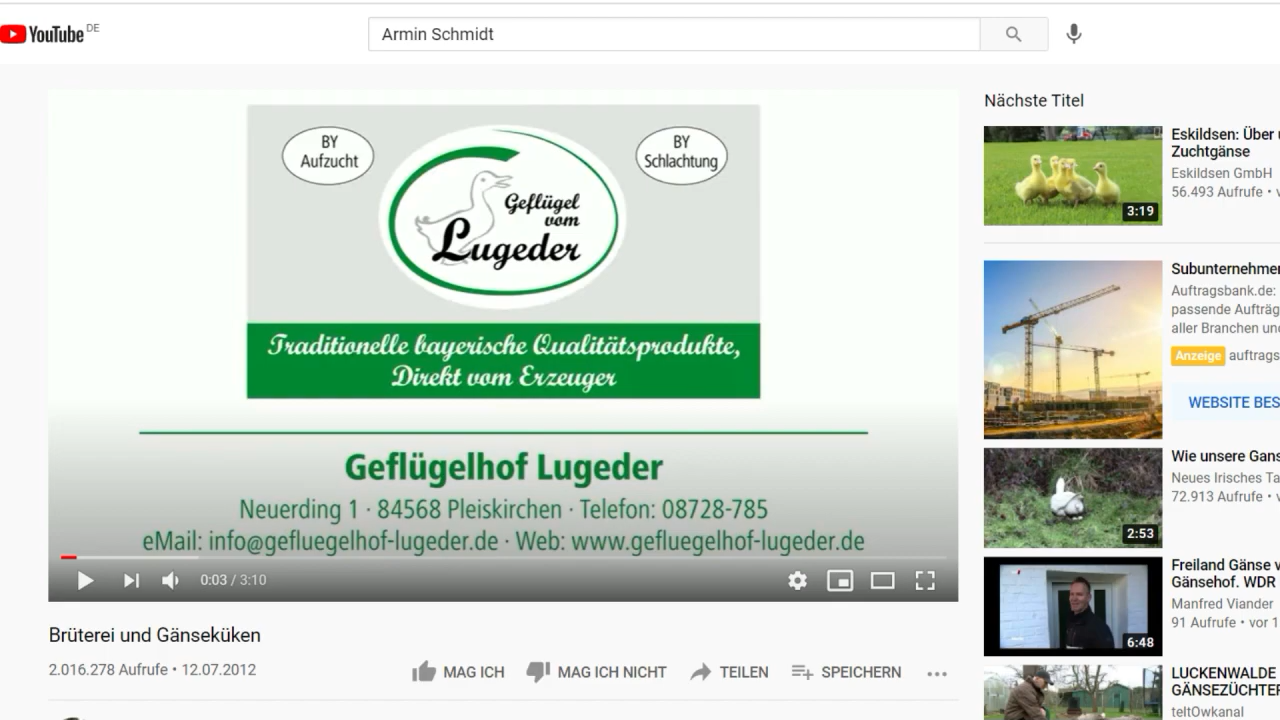 YouTube DE
Armin Schmidt
BY
Aufzucht
BY
Schlachtung
Geflügel
vom
Lugeder
Traditionelle bayerische Qualitätsprodukte,
Direkt vom Erzeuger
Geflügelhof Lugeder
Neuerding 1 · 84568 Pleiskirchen · Telefon: 08728-785
eMail: info@gefluegelhof-lugeder.de · Web: www.gefluegelhof-lugeder.de
0:03 / 3:10
Brüterei und Gänseküken
2.016.278 Aufrufe • 12.07.2012
MAG ICH
MAG ICH NICHT
TEILEN
SPEICHERN
Nächste Titel
3:19
Eskildsen: Über
Zuchtgänse
Eskildsen GmbH
56.493 Aufrufe •
Subunternehmer
Auftragsbank.de:
passende Aufträg
aller Branchen und
Anzeige auftrags
WEBSITE BES
2:53
Wie unsere Gans
Neues Irisches Ta
72.913 Aufrufe •
6:48
Freiland Gänse
Gänsehof. WDR
Manfred Viander
91 Aufrufe • vor 1
LUCKENWALDE
GÄNSEZÜCHTER
teltOwkanal